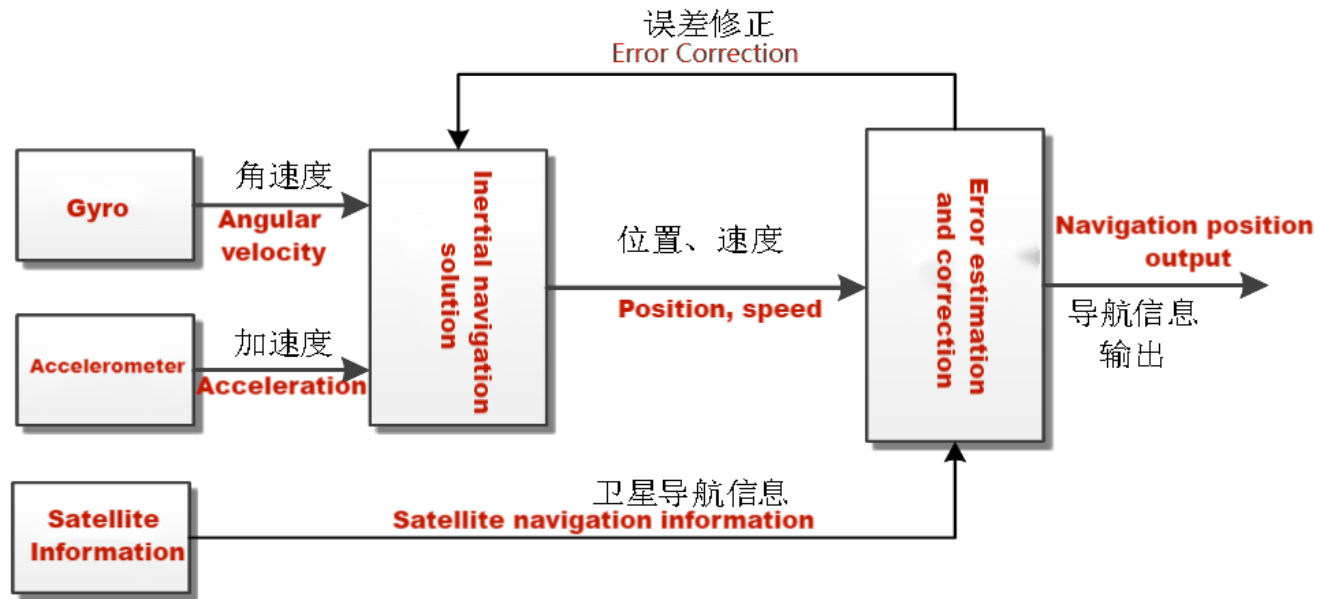 误差修正
Error Correction
Gyro
角速度
Angular
velocity
Accelerometer
加速度
Acceleration
Inertial navigation
solution
位置、速度
Position, speed
Error estimation
and correction
Navigation position
output
导航信息
输出
Satellite
Information
卫星导航信息
Satellite navigation information